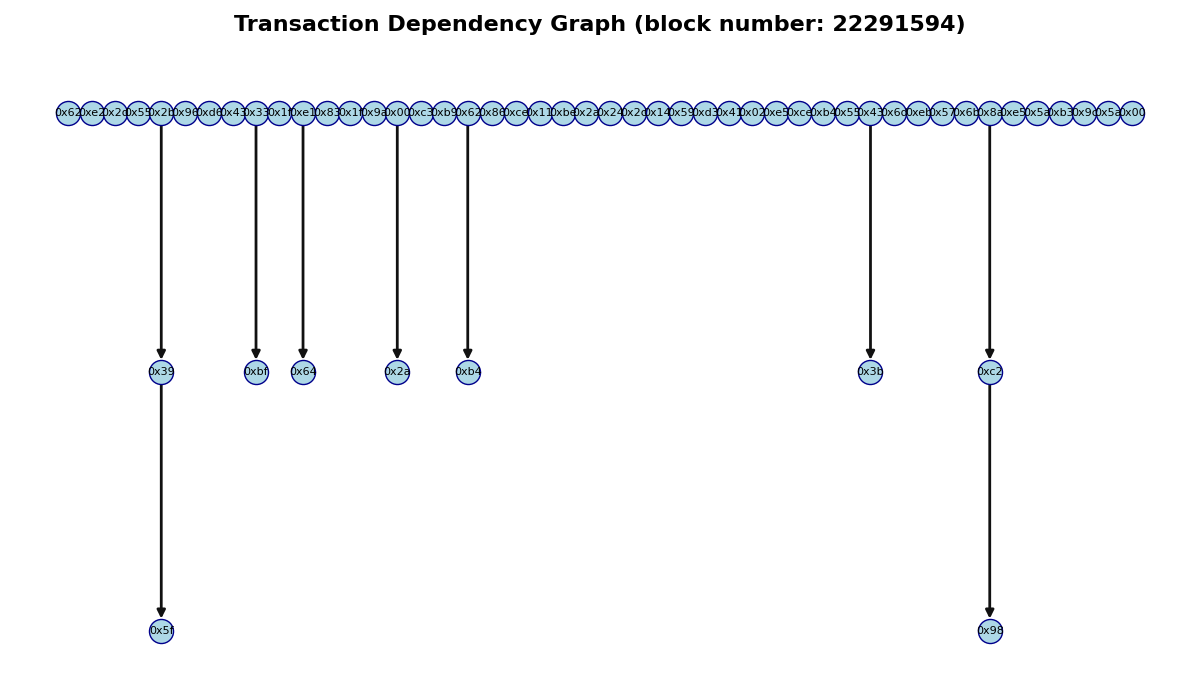 Transaction Dependency Graph (block number: 22291594)
0x62 0xe2 0x2d 0x55 0x2b 0x96 0xd6 0x43 0x33 0x1f 0xe1 0x83 0x1f 0x9a 0x00 0xc3 0xb9 0x62 0x86 0xce 0x11 0xbe 0x2a 0x24 0x2d 0x14 0x59 0xd3 0x41 0x02 0xe5 0xce 0xb4 0x55 0x43 0x6d 0xeb 0x57 0x6b 0x8a 0xe5 0x5a 0xb3 0x9c 0x5a 0x00
0x39 0xbf 0x64 0x2a 0xb4 0x3b 0xc2
0x5f 0x98